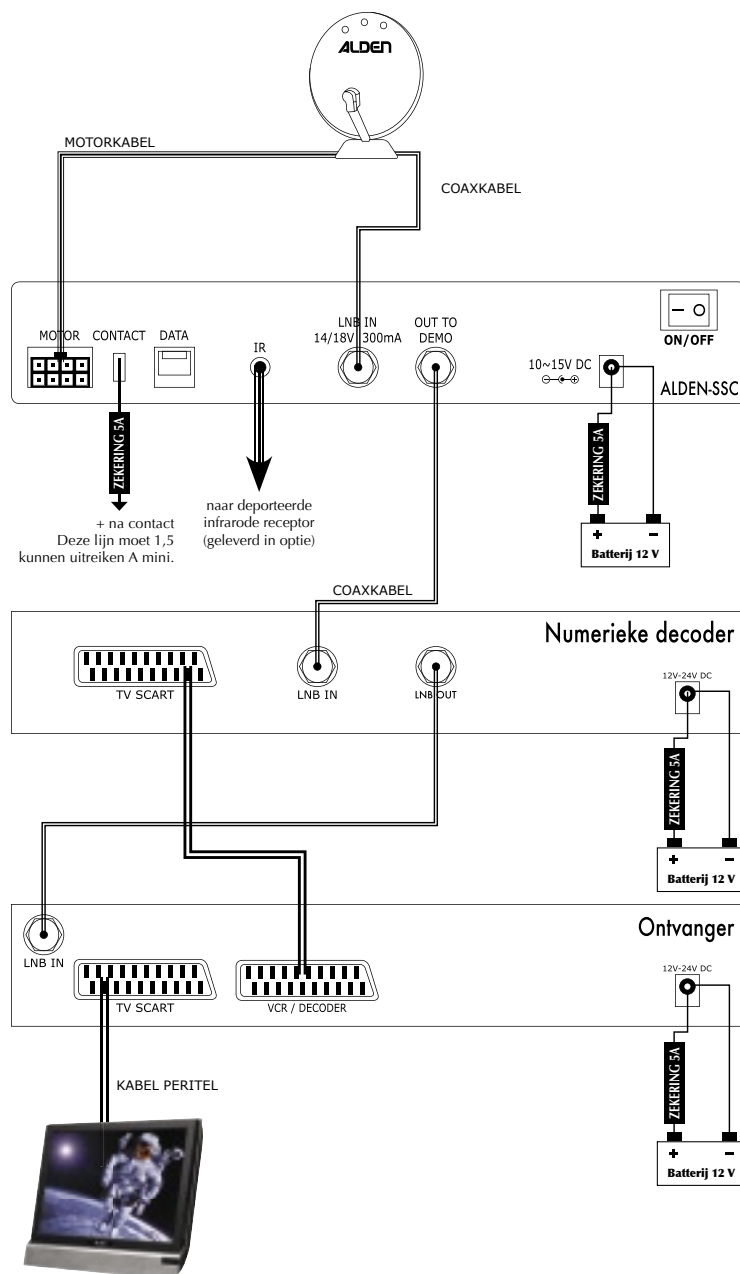 ALDEN
MOTORKABEL
COAXKABEL
MOTOR
CONTACT
DATA
IR
LNB IN
14/18V 300mA
OUT TO
DEMO
10~15V DC
ON/OFF
ALDEN-SSC
ZEKERING 5A
+ na contact
Deze lijn moet 1,5
kunnen uitreiken A mini.
naar deporteerde
infrarode receptor
(geleverd in optie)
ZEKERING 5A
+ –
Batterij 12 V
COAXKABEL
Numerieke decoder
TV SCART
LNB IN
LNB OUT
12V-24V DC
ZEKERING 5A
+ –
Batterij 12 V
Ontvanger
LNB IN
TV SCART
VCR / DECODER
12V-24V DC
ZEKERING 5A
+ –
Batterij 12 V
KABEL PERITEL